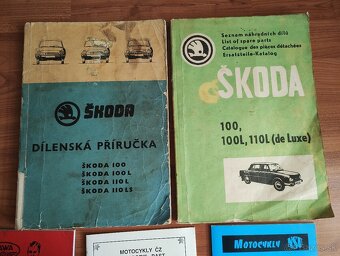 ŠKODA
DÍLENSKÁ PŘÍRUČKA
ŠKODA 100
ŠKODA 100 L
ŠKODA 110 L
ŠKODA 110 LS
Seznam náhradních dílů
List of spare parts
Catalogue des pièces détachées
Ersatzteile-Katalog
ŠKODA
100,
100L, 110L (de Luxe)
MOTOCYKLY ČZ
MOTOCYKLY